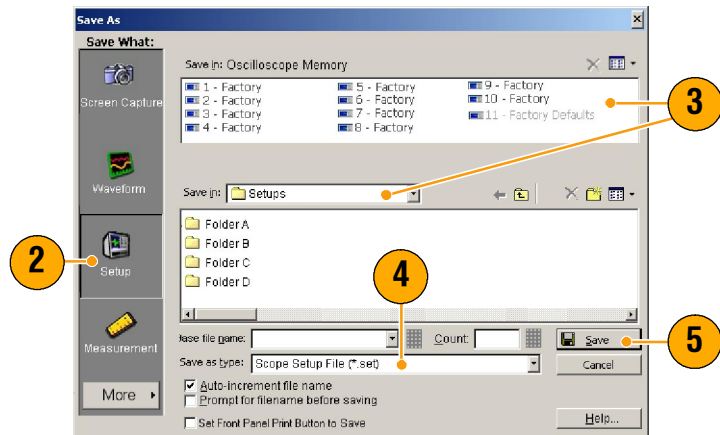 Save As
Save What:
Screen Capture
Waveform
Setup
Measurement
More
Save in: Oscilloscope Memory
1 - Factory
2 - Factory
3 - Factory
4 - Factory
5 - Factory
6 - Factory
7 - Factory
8 - Factory
9 - Factory
10 - Factory
11 - Factory Defaults
3
Save in: Setups
Folder A
Folder B
Folder C
Folder D
2
4
Base file name:
Count:
Save
5
Save as type: Scope Setup File (*.set)
Cancel
Auto-increment file name
Prompt for filename before saving
Set Front Panel Print Button to Save
Help...